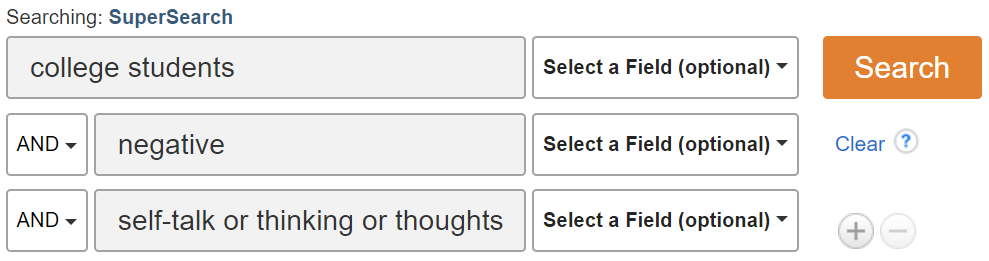 Searching: SuperSearch
college students Select a Field (optional) Search
AND negative Select a Field (optional) Clear ?
AND self-talk or thinking or thoughts Select a Field (optional) + −